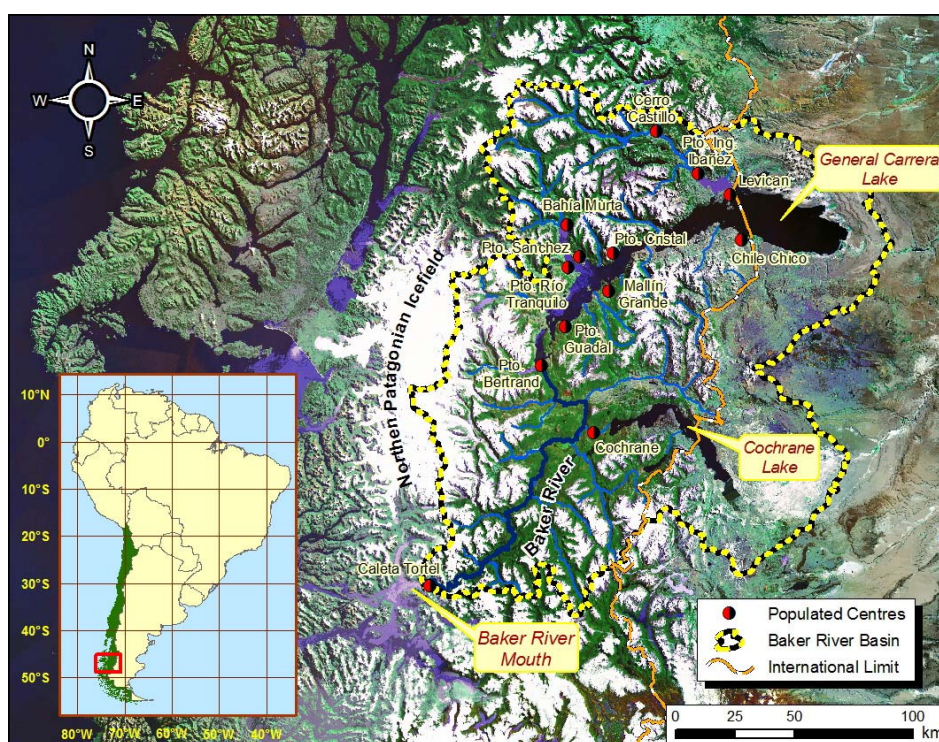 N
W
E
S
Cerro
Castillo
Pto. Ing.
Ibañez
General Carrera
Lake
Levican
Bahía Murta
Pto. Sanchez
Pto. Cristal
Chile Chico
Pto. Río
Tranquilo
Mallín
Grande
Northen Patagonian Icefield
Pto.
Guadal
Pto.
Bertrand
Cochrane
Cochrane
Lake
Baker River
Caleta Tortel
Baker River
Mouth
10°N
0°
10°S
20°S
30°S
40°S
50°S
80°W
70°W
60°W
50°W
40°W
Populated Centres
Baker River Basin
International Limit
0
25
50
100
km